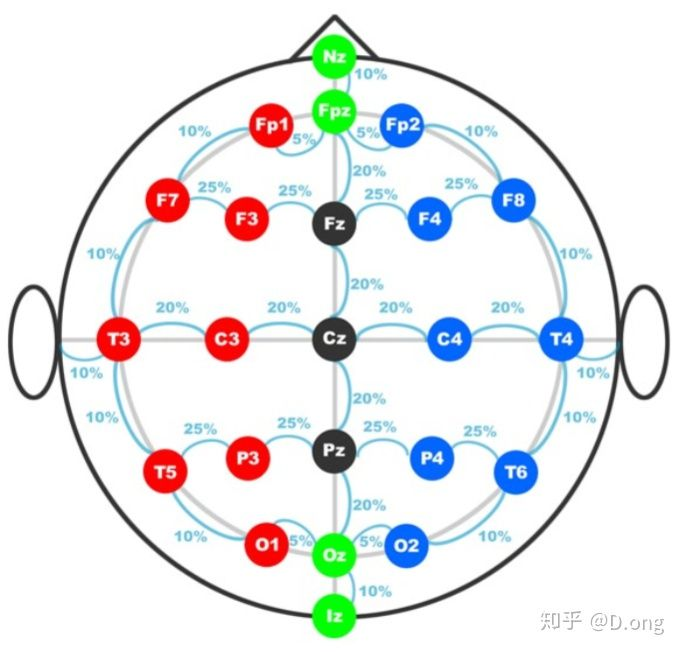 Nz
10%
Fpz
Fp1 Fp2
10% 5% 5% 10%
20%
F7 25% 25% 25% 25% F8
F3 Fz F4
10% 10%
20%
20% 20% 20% 20%
T3 C3 Cz C4 T4
10% 10%
20%
10% 10%
25% 25% 25% 25%
T5 P3 Pz P4 T6
20%
10% 10%
O1 5% Oz 5% O2
10%
Iz
知乎 @D.ong